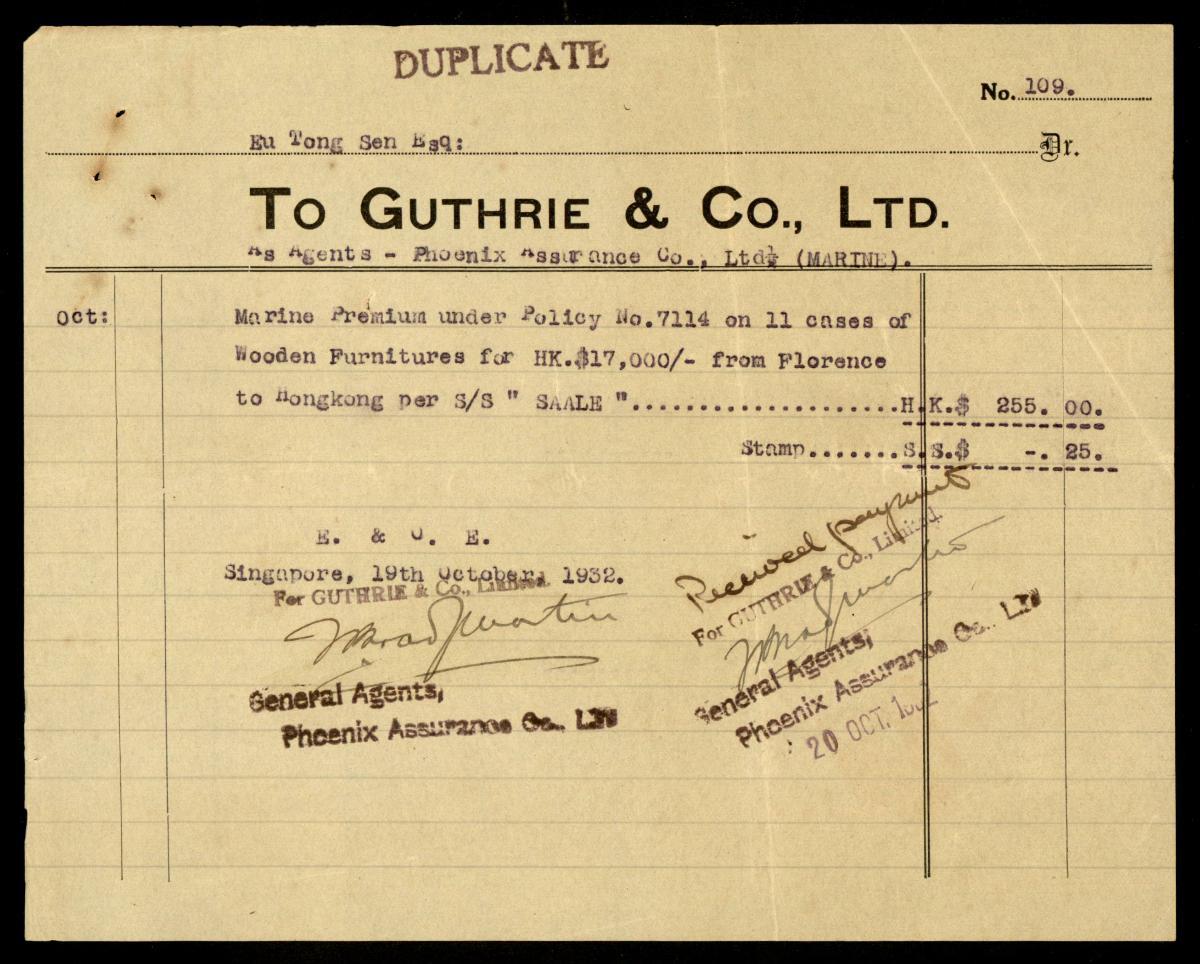 DUPLICATE
No. 109.
Eu Tong Sen Esq: Dr.
TO GUTHRIE & CO., LTD.
As Agents - Phoenix Assurance Co., Ltd. (MARINE).
Oct: Marine Premium under Policy No.7114 on 11 cases of
Wooden Furnitures for HK.$17,000/- from Florence
to Hongkong per S/S " SAALE "....................H.K.$ 255. 00.
Stamp.......S.S.$ -. 25.
E. & O. E.
Singapore, 19th October, 1932.
For GUTHRIE & Co., Limited.
General Agents,
Phoenix Assurance Co., LTD
Received payment
For GUTHRIE & Co., Limited.
General Agents,
Phoenix Assurance Co., LTD
20 OCT. 1932